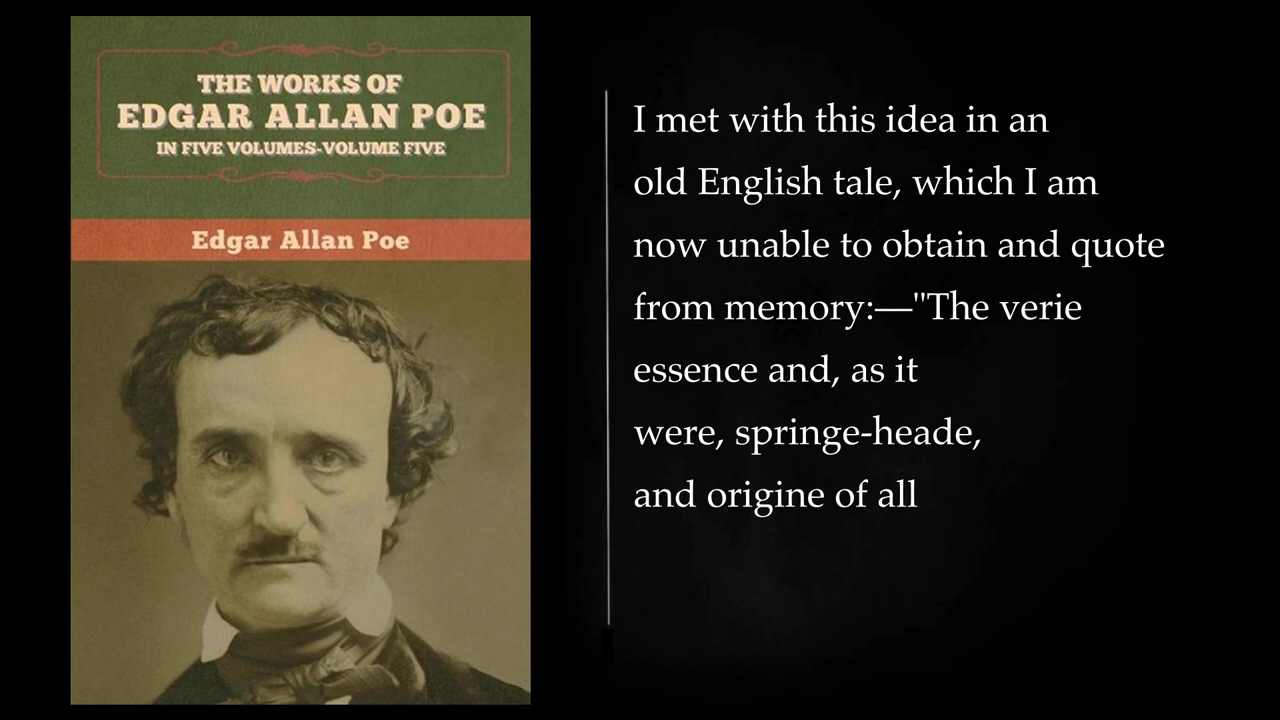 THE WORKS OF
EDGAR ALLAN POE
IN FIVE VOLUMES-VOLUME FIVE
Edgar Allan Poe
I met with this idea in an
old English tale, which I am
now unable to obtain and quote
from memory:—"The verie
essence and, as it
were, springe-heade,
and origine of all